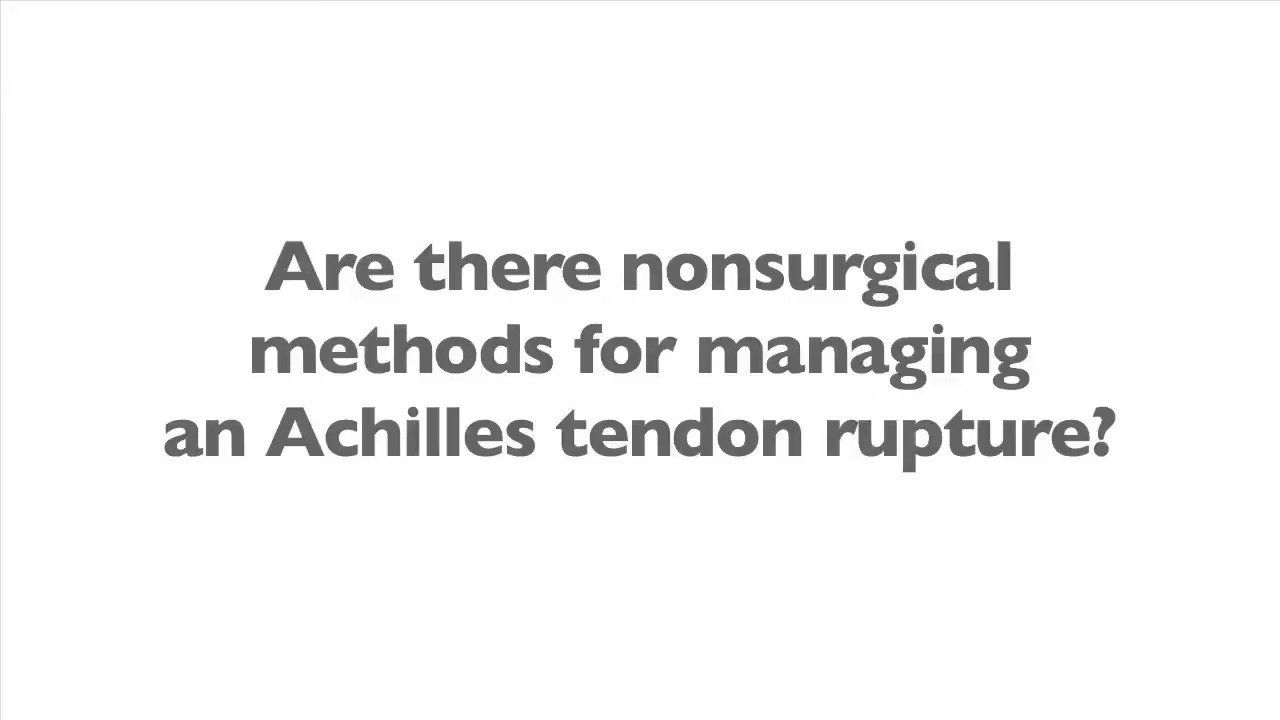 Are there nonsurgical
methods for managing
an Achilles tendon rupture?